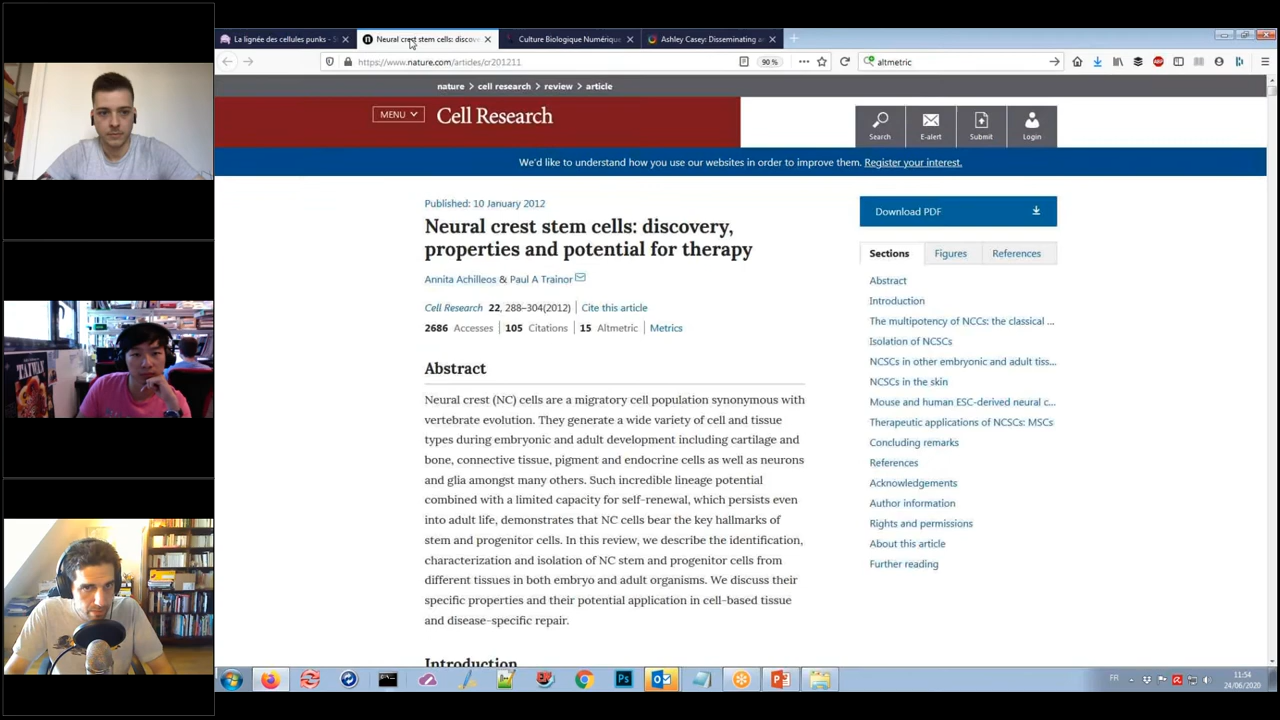 La lignée des cellules punks - S
Neural crest stem cells: discove
Culture Biologique Numérique
Ashley Casey: Disseminating a
https://www.nature.com/articles/cr201211
90 %
altmetric
nature > cell research > review > article
MENU
Cell Research
Search
E-alert
Submit
Login
We'd like to understand how you use our websites in order to improve them. Register your interest.
Published: 10 January 2012
Neural crest stem cells: discovery,
properties and potential for therapy
Annita Achilleos & Paul A Trainor
Cell Research 22, 288–304(2012) | Cite this article
2686 Accesses | 105 Citations | 15 Altmetric | Metrics
Abstract
Neural crest (NC) cells are a migratory cell population synonymous with
vertebrate evolution. They generate a wide variety of cell and tissue
types during embryonic and adult development including cartilage and
bone, connective tissue, pigment and endocrine cells as well as neurons
and glia amongst many others. Such incredible lineage potential
combined with a limited capacity for self-renewal, which persists even
into adult life, demonstrates that NC cells bear the key hallmarks of
stem and progenitor cells. In this review, we describe the identification,
characterization and isolation of NC stem and progenitor cells from
different tissues in both embryo and adult organisms. We discuss their
specific properties and their potential application in cell-based tissue
and disease-specific repair.
Introduction
Download PDF
Sections
Figures
References
Abstract
Introduction
The multipotency of NCCs: the classical ...
Isolation of NCSCs
NCSCs in other embryonic and adult tiss...
NCSCs in the skin
Mouse and human ESC-derived neural c...
Therapeutic applications of NCSCs: MSCs
Concluding remarks
References
Acknowledgements
Author information
Rights and permissions
About this article
Further reading
TAIWAN
Ps
FR
11:54
24/06/2020